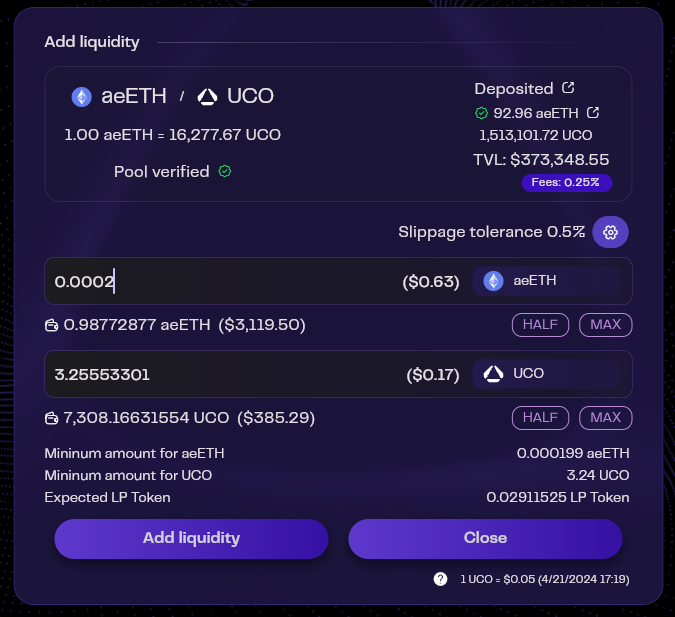 Add liquidity
aeETH / UCO
1.00 aeETH = 16,277.67 UCO
Pool verified
Deposited
92.96 aeETH
1,513,101.72 UCO
TVL: $373,348.55
Fees: 0.25%
Slippage tolerance 0.5%
0.0002 ($0.63) aeETH
0.98772877 aeETH ($3,119.50) HALF MAX
3.25553301 ($0.17) UCO
7,308.16631554 UCO ($385.29) HALF MAX
Mininum amount for aeETH 0.000199 aeETH
Mininum amount for UCO 3.24 UCO
Expected LP Token 0.02911525 LP Token
Add liquidity Close
? 1 UCO = $0.05 (4/21/2024 17:19)